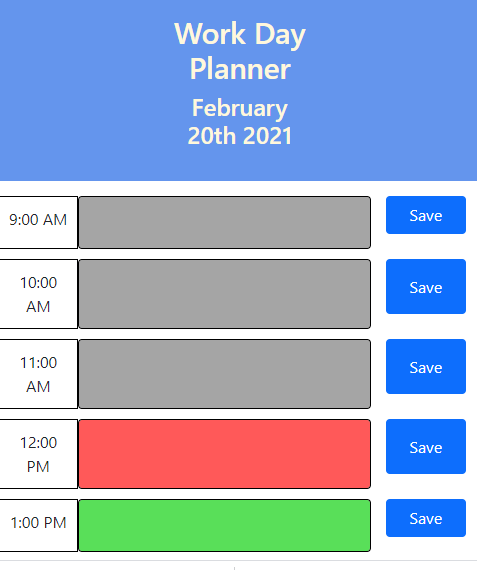 Work Day
Planner
February
20th 2021
9:00 AM
Save
10:00
AM
Save
11:00
AM
Save
12:00
PM
Save
1:00 PM
Save